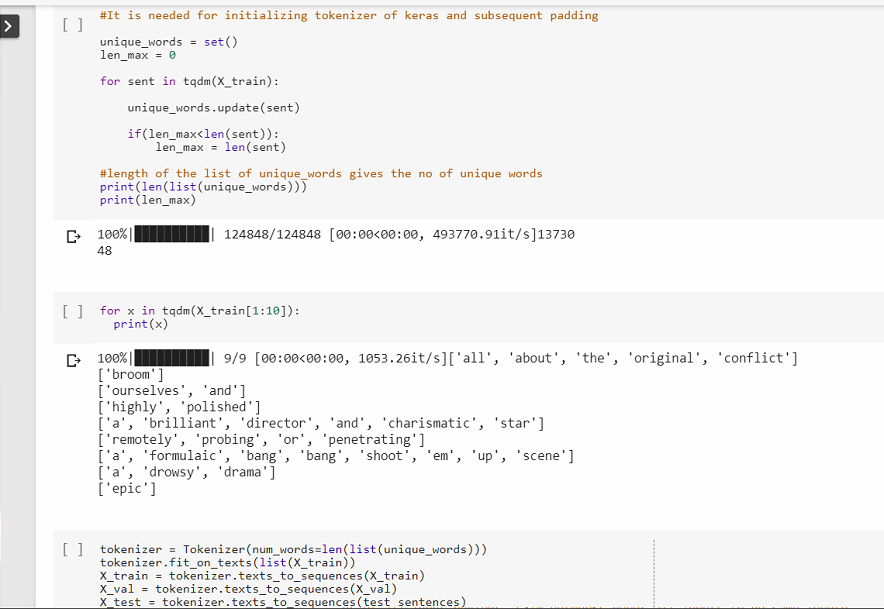 #It is needed for initializing tokenizer of keras and subsequent padding
[ ]
unique_words = set()
len_max = 0
for sent in tqdm(X_train):
unique_words.update(sent)
if(len_max<len(sent)):
len_max = len(sent)
#length of the list of unique_words gives the no of unique words
print(len(list(unique_words)))
print(len_max)
100%|██████████| 124848/124848 [00:00<00:00, 493770.91it/s]13730
48
[ ] for x in tqdm(X_train[1:10]):
print(x)
100%|██████████| 9/9 [00:00<00:00, 1053.26it/s]['all', 'about', 'the', 'original', 'conflict']
['broom']
['ourselves', 'and']
['highly', 'polished']
['a', 'brilliant', 'director', 'and', 'charismatic', 'star']
['remotely', 'probing', 'or', 'penetrating']
['a', 'formulaic', 'bang', 'bang', 'shoot', 'em', 'up', 'scene']
['a', 'drowsy', 'drama']
['epic']
[ ] tokenizer = Tokenizer(num_words=len(list(unique_words)))
tokenizer.fit_on_texts(list(X_train))
X_train = tokenizer.texts_to_sequences(X_train)
X_val = tokenizer.texts_to_sequences(X_val)
X_test = tokenizer.texts_to_sequences(test_sentences)